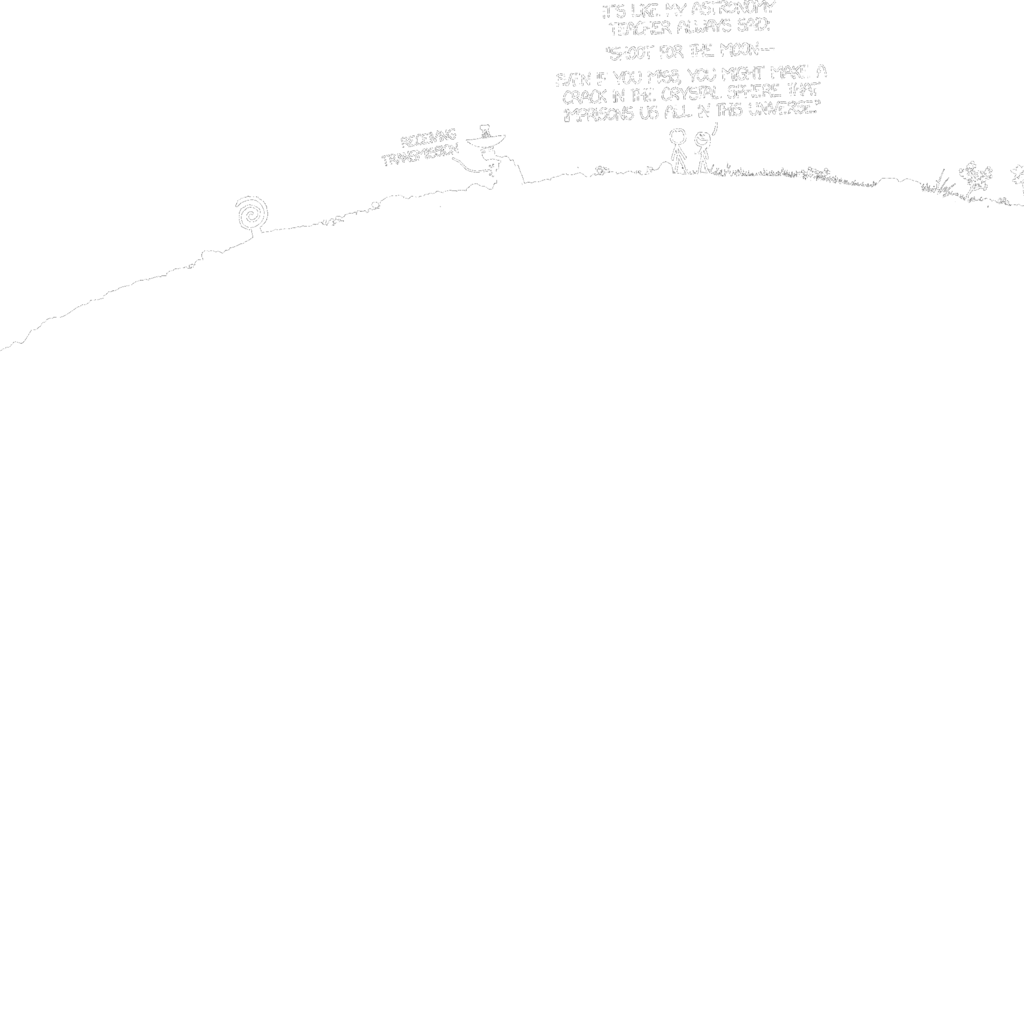 IT'S LIKE MY ASTRONOMY
TEACHER ALWAYS SAID:
"SHOOT FOR THE MOON—
EVEN IF YOU MISS, YOU MIGHT MAKE A
CRACK IN THE CRYSTAL SPHERE THAT
IMPRISONS US ALL IN THIS UNIVERSE."
RECEIVING
TRANSMISSION